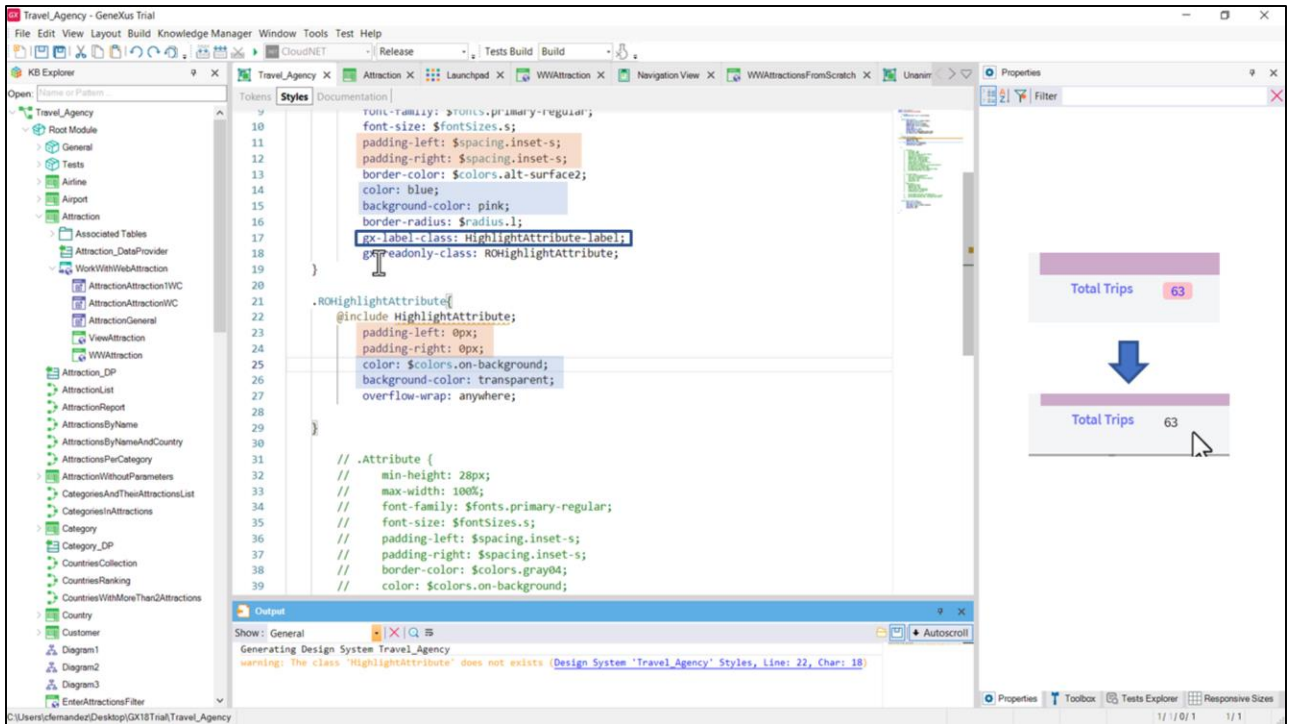 GX Travel_Agency - GeneXus Trial
File Edit View Layout Build Knowledge Manager Window Tools Test Help
CloudNET Release Tests Build Build
KB Explorer
Open: Name or Pattern ...
Travel_Agency
Root Module
General
Tests
Airline
Airport
Attraction
Associated Tables
Attraction_DataProvider
WorkWithWebAttraction
AttractionAttraction1WC
AttractionAttractionWC
AttractionGeneral
ViewAttraction
WWAttraction
Attraction_DP
AttractionList
AttractionReport
AttractionsByName
AttractionsByNameAndCountry
AttractionsPerCategory
AttractionWithoutParameters
CategoriesAndTheirAttractionsList
CategoriesInAttractions
Category
Category_DP
CountriesCollection
CountriesRanking
CountriesWithMoreThan2Attractions
Country
Customer
Diagram1
Diagram2
Diagram3
EnterAttractionsFilter
Travel_Agency X Attraction X Launchpad X WWAttraction X Navigation View X WWAttractionsFromScratch X Unanim
Tokens Styles Documentation
9 font-family: $fonts.primary-regular;
10 font-size: $fontSizes.s;
11 padding-left: $spacing.inset-s;
12 padding-right: $spacing.inset-s;
13 border-color: $colors.alt-surface2;
14 color: blue;
15 background-color: pink;
16 border-radius: $radius.l;
17 gx-label-class: HighlightAttribute-label;
18 gx-readonly-class: ROHighlightAttribute;
19 }
20
21 .ROHighlightAttribute{
22 @include HighlightAttribute;
23 padding-left: 0px;
24 padding-right: 0px;
25 color: $colors.on-background;
26 background-color: transparent;
27 overflow-wrap: anywhere;
28
29 }
30
31 // .Attribute {
32 // min-height: 28px;
33 // max-width: 100%;
34 // font-family: $fonts.primary-regular;
35 // font-size: $fontSizes.s;
36 // padding-left: $spacing.inset-s;
37 // padding-right: $spacing.inset-s;
38 // border-color: $colors.gray04;
39 // color: $colors.on-background;
Output
Show: General Autoscroll
Generating Design System Travel_Agency
warning: The class 'HighlightAttribute' does not exists (Design System 'Travel_Agency' Styles, Line: 22, Char: 18)
Properties
Filter
Total Trips 63
Total Trips 63
Properties Toolbox Tests Explorer Responsive Sizes
C:\Users\cfernandez\Desktop\GX18Trial\Travel_Agency
1/ 1/ 0/ 1 1/ 1